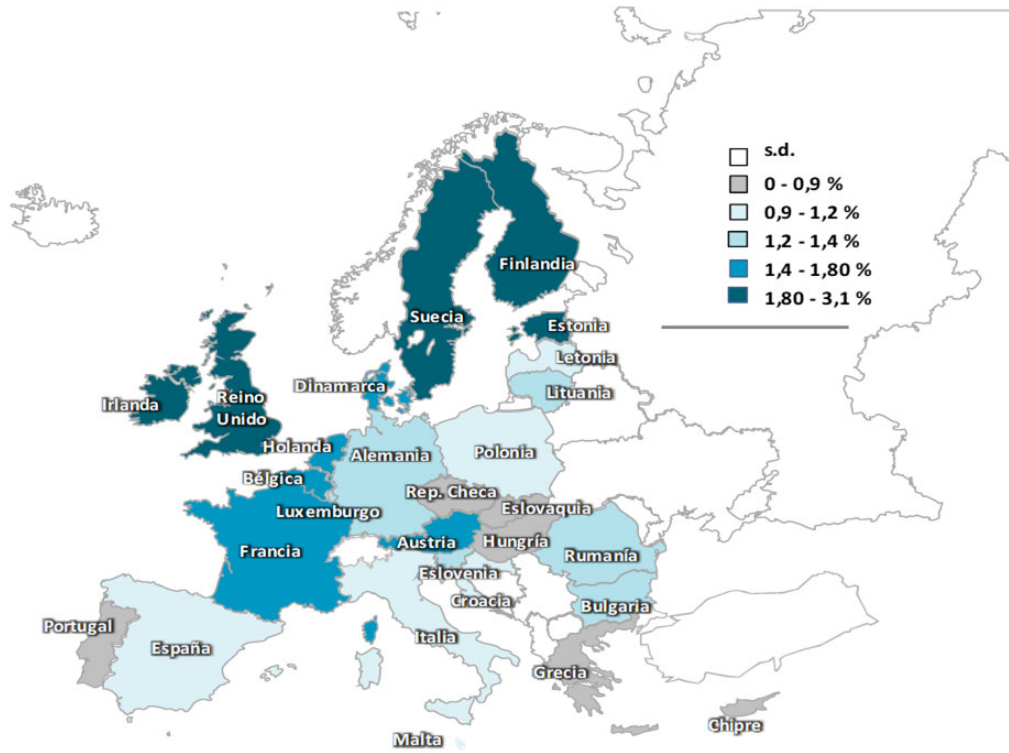 s.d.
0 - 0,9 %
0,9 - 1,2 %
1,2 - 1,4 %
1,4 - 1,80 %
1,80 - 3,1 %
Finlandia
Suecia
Estonia
Letonia
Dinamarca
Lituania
Irlanda
Reino
Unido
Holanda
Alemania
Polonia
Bélgica
Rep. Checa
Eslovaquia
Luxemburgo
Austria
Hungría
Francia
Rumanía
Eslovenia
Croacia
Bulgaria
Portugal
España
Italia
Grecia
Chipre
Malta